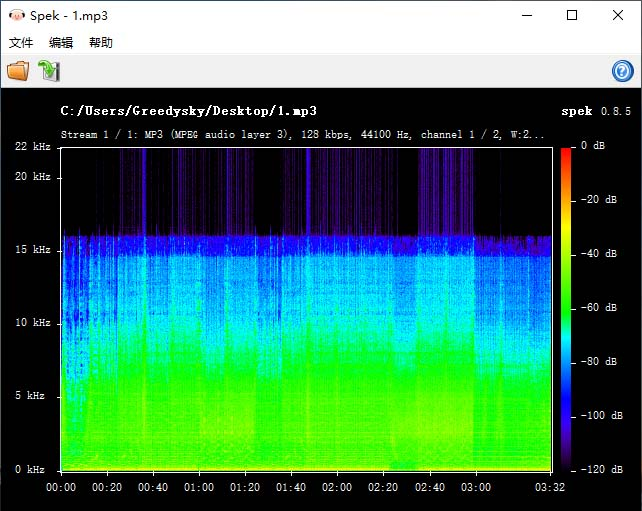 Spek - 1.mp3
文件 编辑 帮助
C:/Users/Greedysky/Desktop/1.mp3 spek 0.8.5
Stream 1 / 1: MP3 (MPEG audio layer 3), 128 kbps, 44100 Hz, channel 1 / 2, W:2...
22 kHz 0 dB
20 kHz
-20 dB
15 kHz
-40 dB
10 kHz
-60 dB
-80 dB
5 kHz
-100 dB
0 kHz -120 dB
00:00 00:20 00:40 01:00 01:20 01:40 02:00 02:20 02:40 03:00 03:32